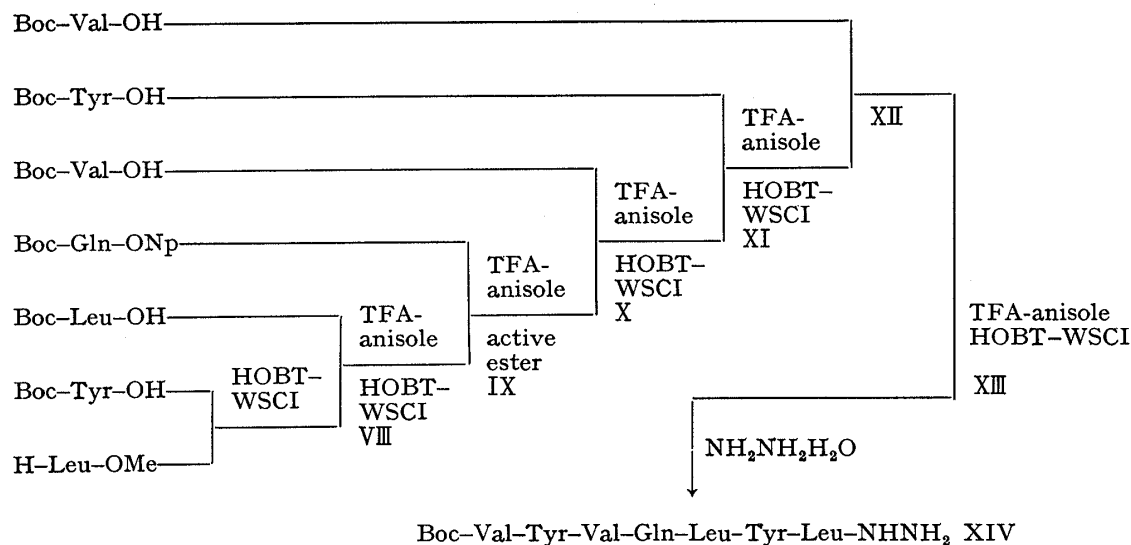 Boc–Val–OH
XII
Boc–Tyr–OH
TFA-
anisole
Boc–Val–OH
TFA-
anisole
HOBT–
WSCI
XI
Boc–Gln–ONp
TFA-
anisole
HOBT–
WSCI
X
Boc–Leu–OH
TFA-
anisole
active
ester
IX
TFA-anisole
HOBT–WSCI
XIII
Boc–Tyr–OH
HOBT–
WSCI
HOBT–
WSCI
VIII
H–Leu–OMe
NH₂NH₂H₂O
Boc–Val–Tyr–Val–Gln–Leu–Tyr–Leu–NHNH₂ XIV